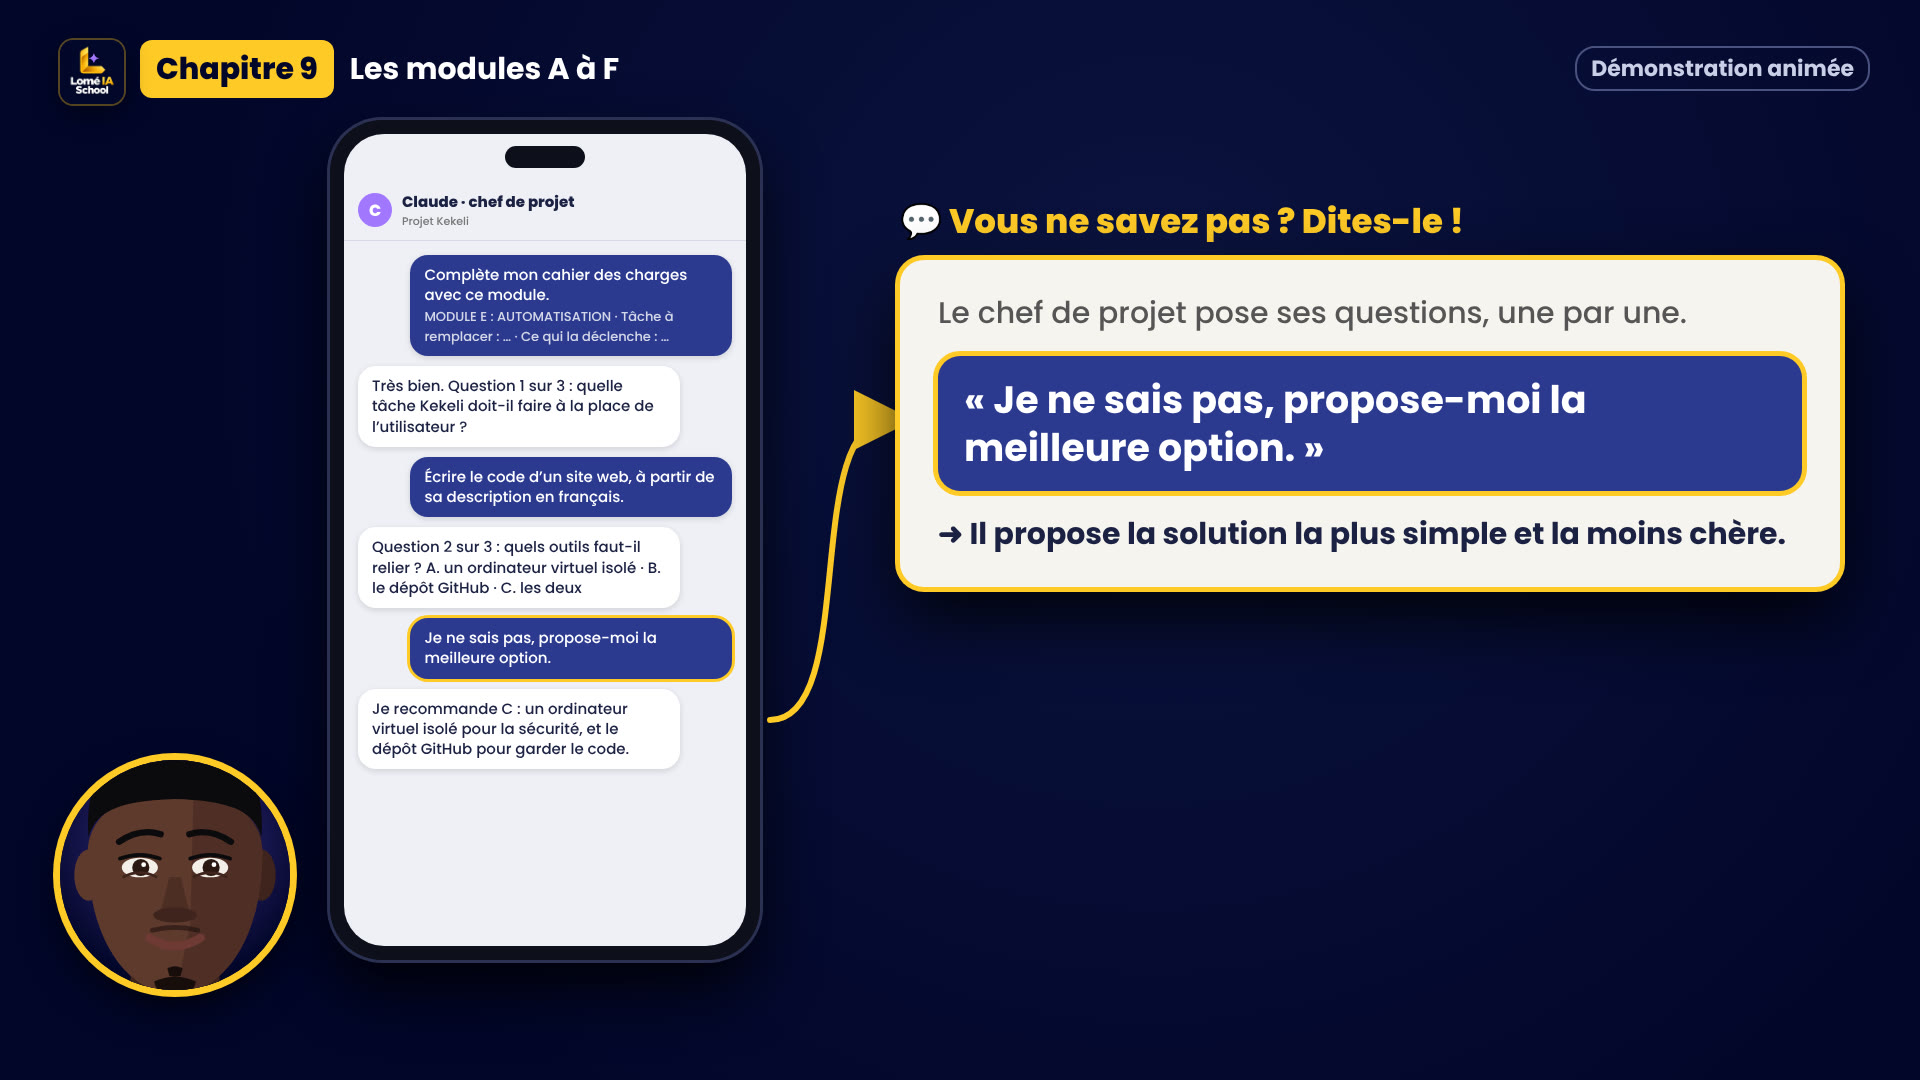 Lomé IA
School
Chapitre 9
Les modules A à F
Démonstration animée
C
Claude · chef de projet
Projet Kekeli
Complète mon cahier des charges
avec ce module.
MODULE E : AUTOMATISATION · Tâche à
remplacer : … · Ce qui la déclenche : …
Très bien. Question 1 sur 3 : quelle
tâche Kekeli doit-il faire à la place de
l’utilisateur ?
Écrire le code d’un site web, à partir de
sa description en français.
Question 2 sur 3 : quels outils faut-il
relier ? A. un ordinateur virtuel isolé · B.
le dépôt GitHub · C. les deux
Je ne sais pas, propose-moi la
meilleure option.
Je recommande C : un ordinateur
virtuel isolé pour la sécurité, et le
dépôt GitHub pour garder le code.
💬 Vous ne savez pas ? Dites-le !
Le chef de projet pose ses questions, une par une.
« Je ne sais pas, propose-moi la
meilleure option. »
➜ Il propose la solution la plus simple et la moins chère.